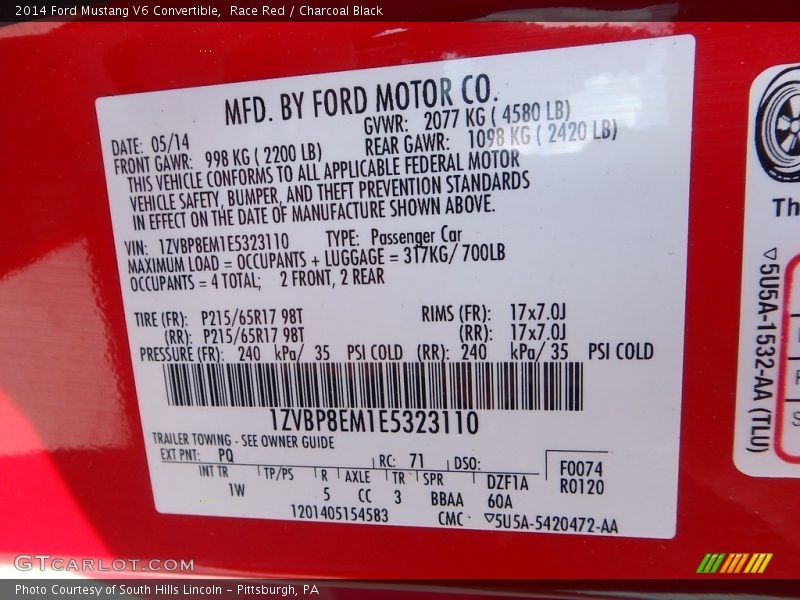 2014 Ford Mustang V6 Convertible,  Race Red / Charcoal Black
MFD. BY FORD MOTOR CO.
DATE: 05/14 GVWR: 2077 KG ( 4580 LB)
FRONT GAWR: 998 KG ( 2200 LB) REAR GAWR: 1098 KG ( 2420 LB)
THIS VEHICLE CONFORMS TO ALL APPLICABLE FEDERAL MOTOR
VEHICLE SAFETY, BUMPER, AND THEFT PREVENTION STANDARDS
IN EFFECT ON THE DATE OF MANUFACTURE SHOWN ABOVE.
VIN: 1ZVBP8EM1E5323110 TYPE: Passenger Car
MAXIMUM LOAD = OCCUPANTS + LUGGAGE = 317KG/ 700LB
OCCUPANTS = 4 TOTAL; 2 FRONT, 2 REAR
TIRE (FR): P215/65R17 98T RIMS (FR): 17x7.0J
(RR): P215/65R17 98T (RR): 17x7.0J
PRESSURE (FR): 240 kPa/ 35 PSI COLD (RR): 240 kPa/ 35 PSI COLD
1ZVBP8EM1E5323110
TRAILER TOWING - SEE OWNER GUIDE
EXT PNT: PQ RC: 71 DSO: F0074
INT TR TP/PS R AXLE TR SPR DZF1A R0120
1W 5 CC 3 BBAA 60A
1201405154583 CMC ▽5U5A-5420472-AA
Th
▽5U5A-1532-AA (TLU)
GTCarLot.com
Photo Courtesy of South Hills Lincoln - Pittsburgh, PA